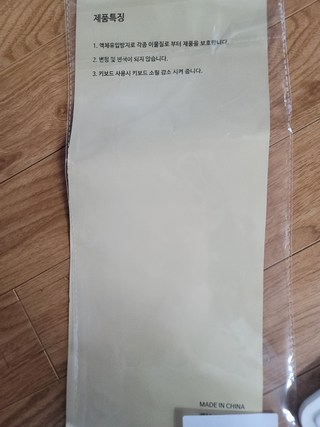 제품특징
1. 액체유입방지로 각종 이물질로 부터 제품을 보호합니다.
2. 변형 및 변색이 되지 않습니다.
3. 키보드 사용시 키보드 소릴 감소 시켜 줍니다.
MADE IN CHINA